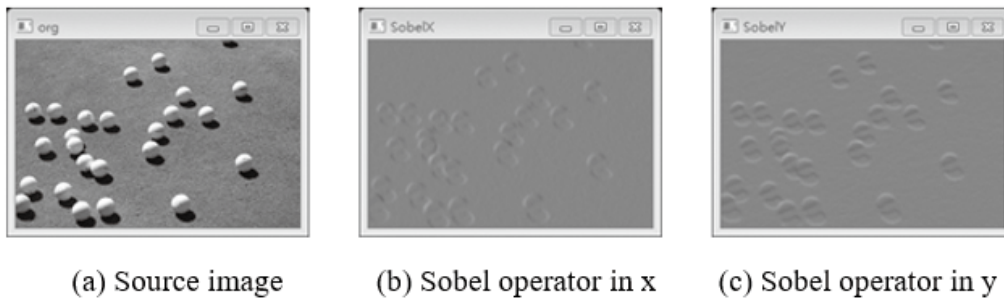 org
SobelX
SobelY
(a) Source image
(b) Sobel operator in x
(c) Sobel operator in y